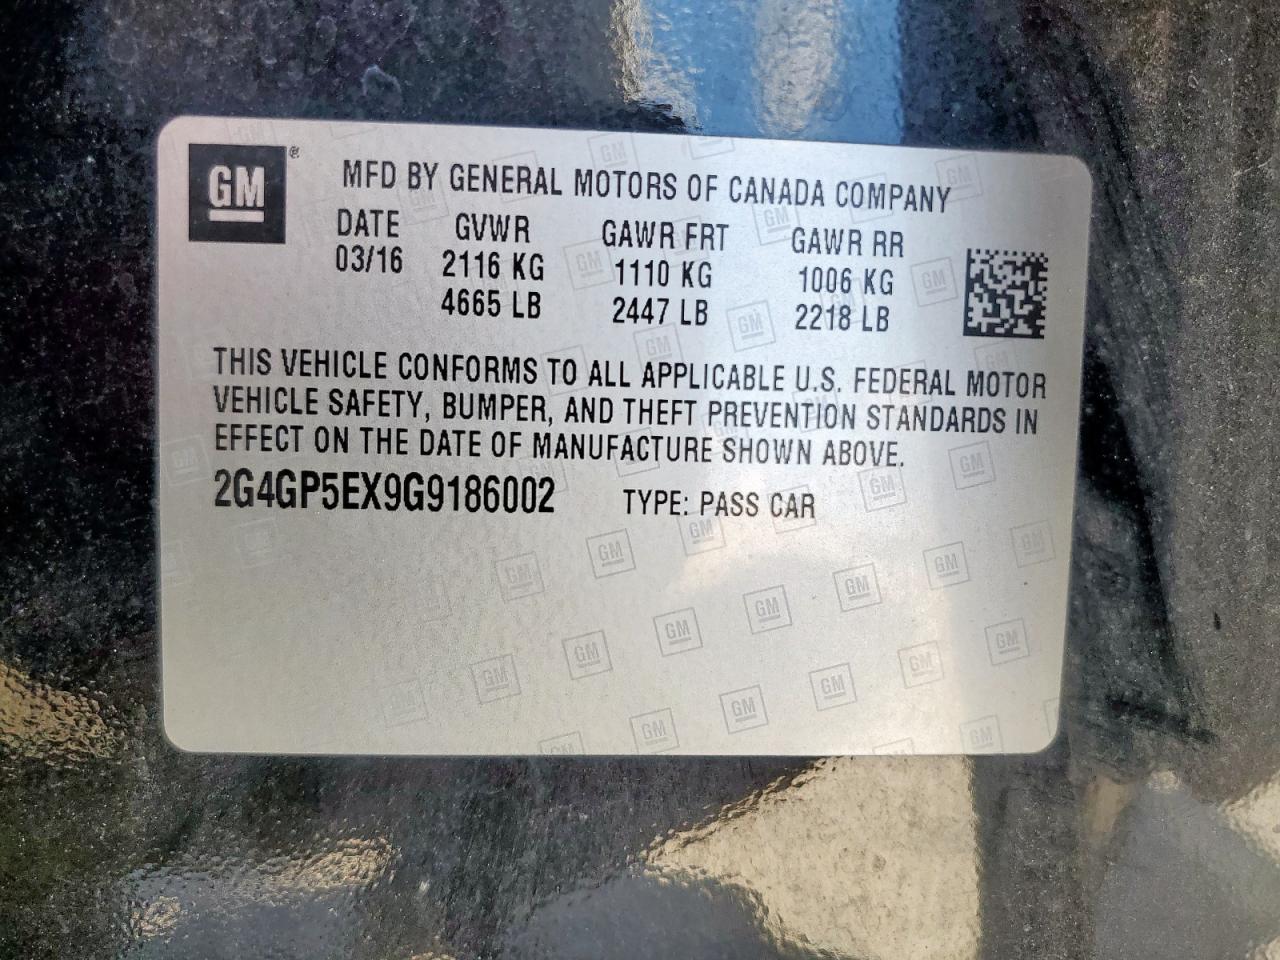 GM ®
MFD BY GENERAL MOTORS OF CANADA COMPANY
DATE GVWR GAWR FRT GAWR RR
03/16 2116 KG 1110 KG 1006 KG
4665 LB 2447 LB 2218 LB
THIS VEHICLE CONFORMS TO ALL APPLICABLE U.S. FEDERAL MOTOR
VEHICLE SAFETY, BUMPER, AND THEFT PREVENTION STANDARDS IN
EFFECT ON THE DATE OF MANUFACTURE SHOWN ABOVE.
2G4GP5EX9G9186002 TYPE: PASS CAR